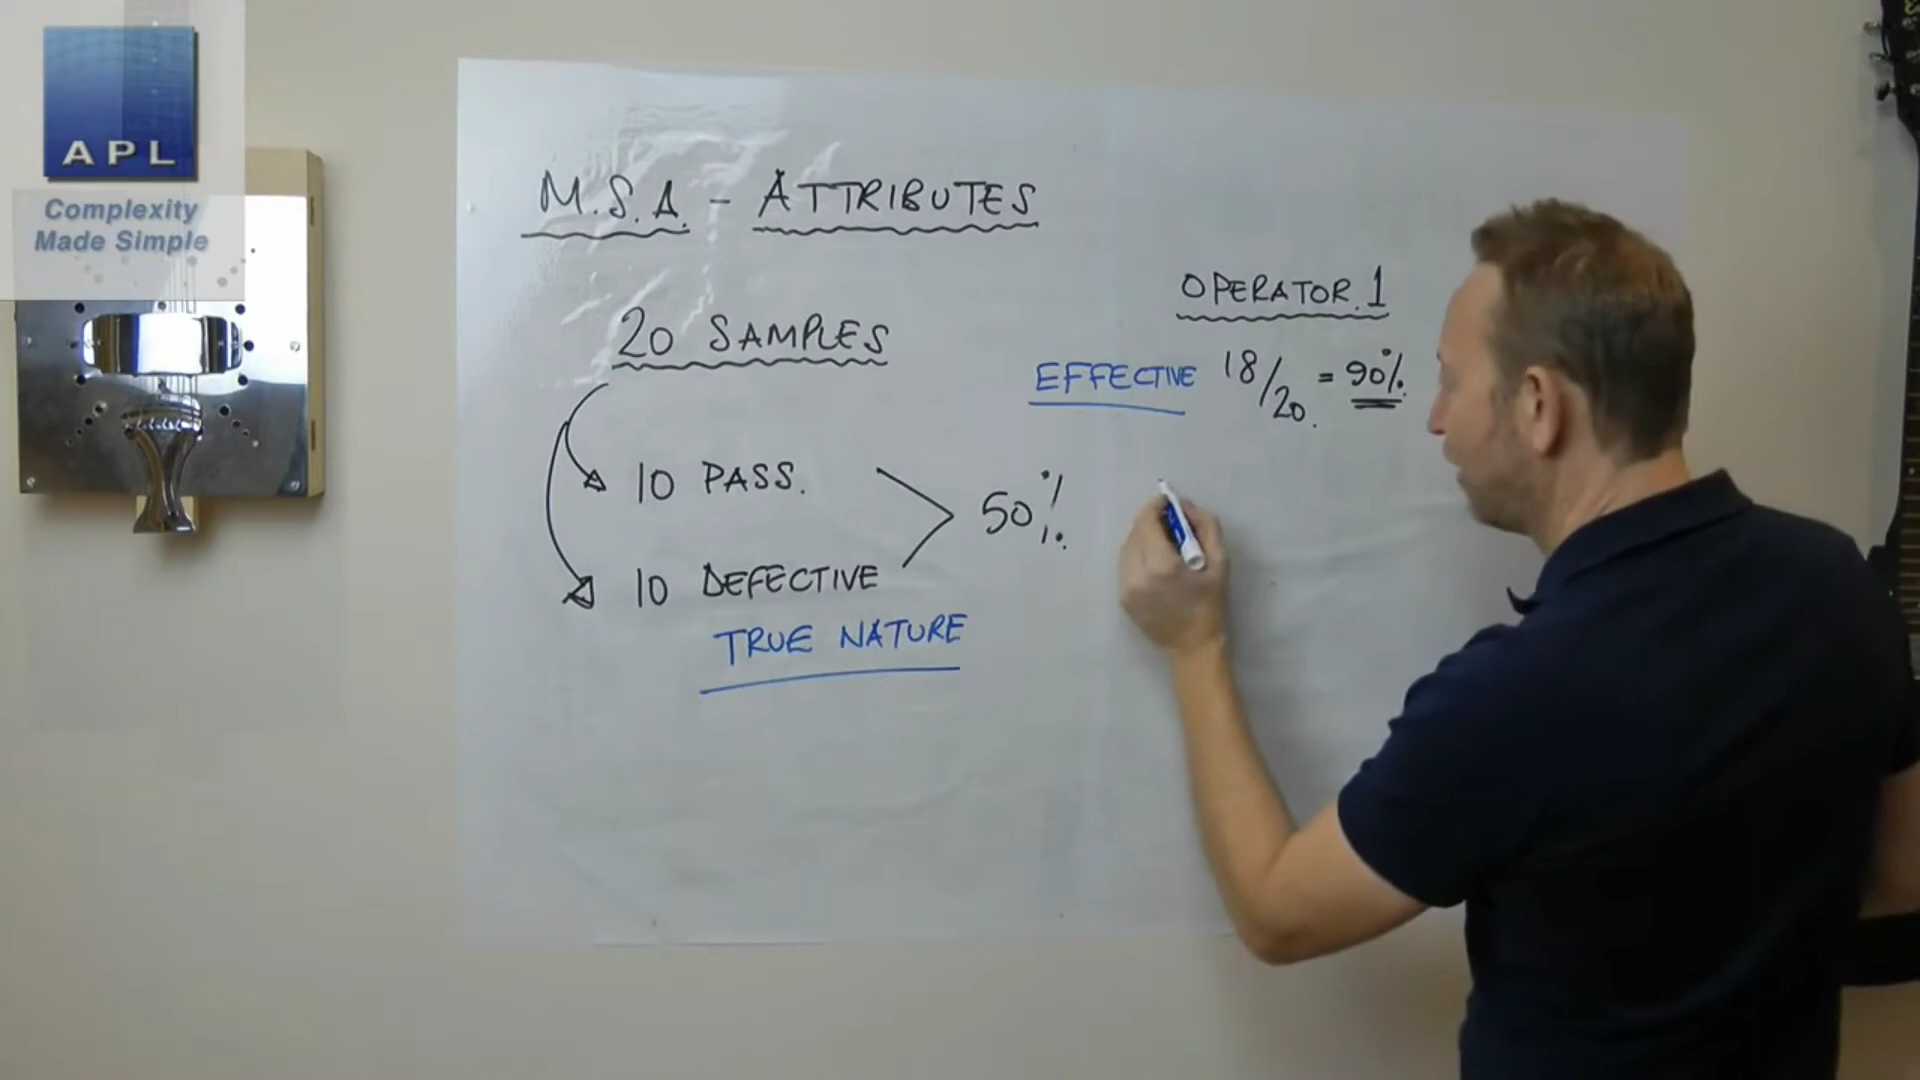 APL
Complexity
Made Simple
M.S.A. - ATTRIBUTES
20 SAMPLES
10 PASS.
10 DEFECTIVE
50%.
TRUE NATURE
OPERATOR.1
EFFECTIVE 18/20. = 90%.